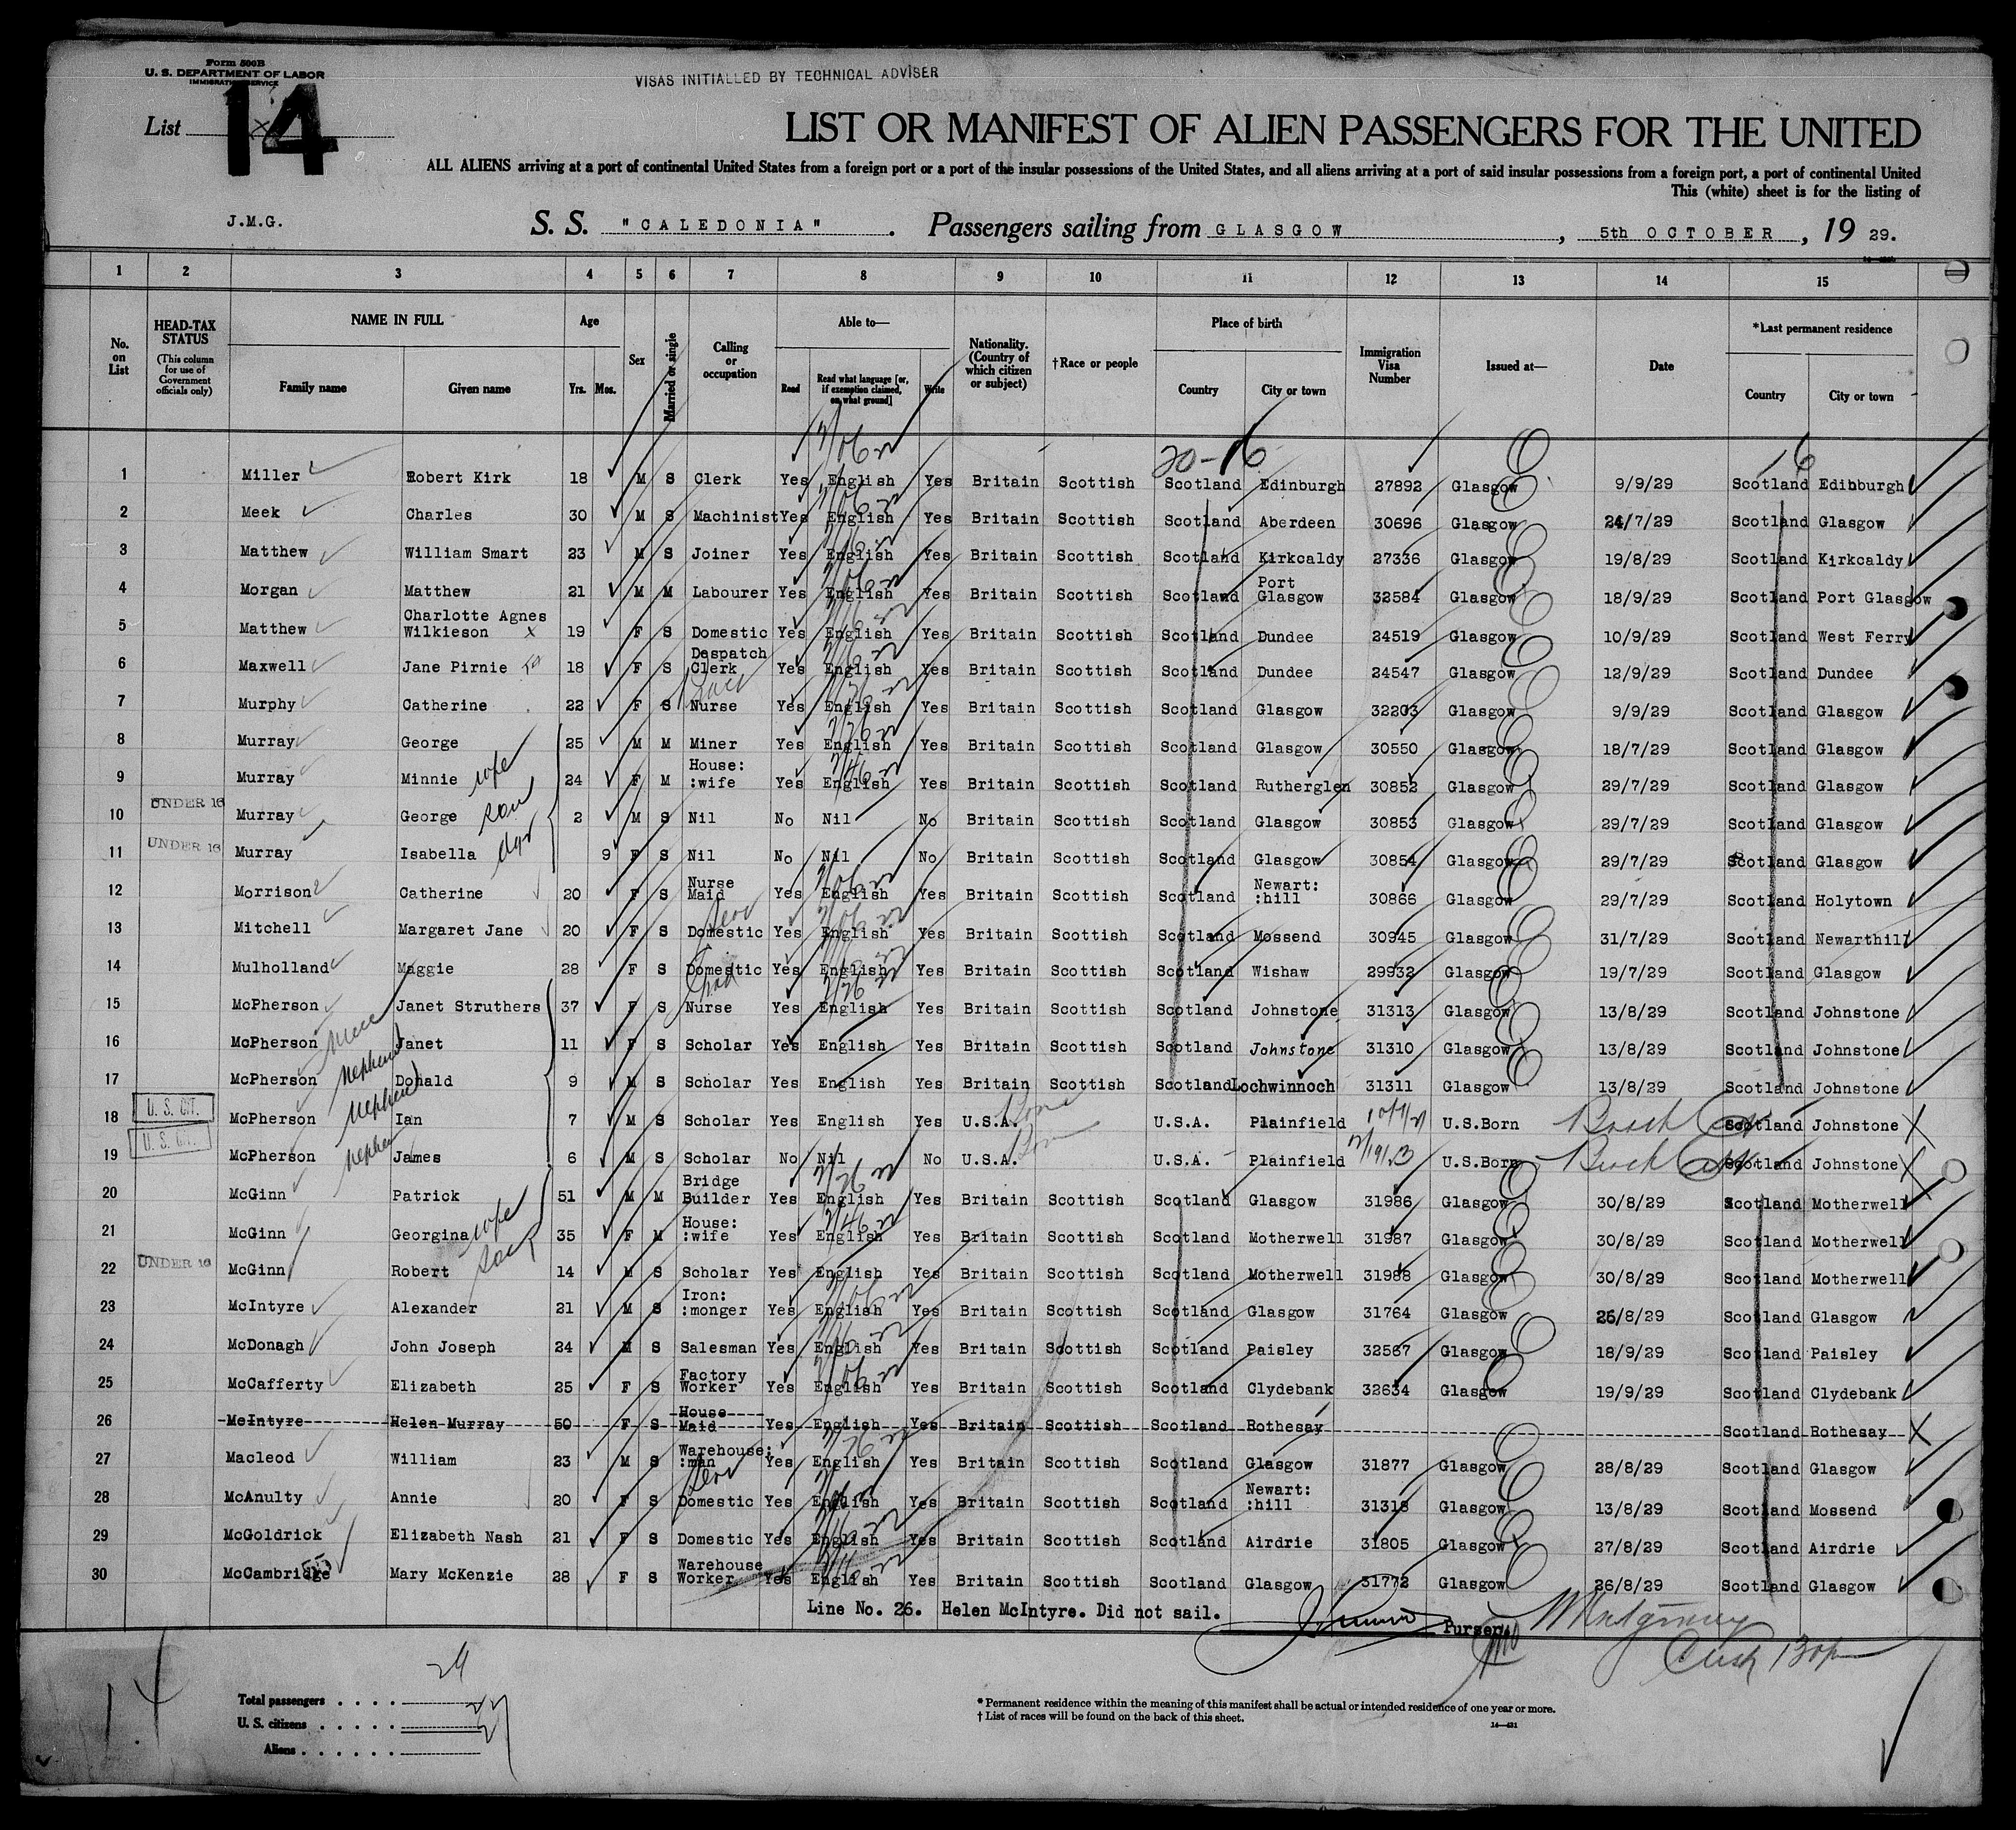 Form 500B
U. S. DEPARTMENT OF LABOR
IMMIGRATION SERVICE
VISAS INITIALLED BY TECHNICAL ADVISER
List 14
LIST OR MANIFEST OF ALIEN PASSENGERS FOR THE UNITED
ALL ALIENS arriving at a port of continental United States from a foreign port or a port of the insular possessions of the United States, and all aliens arriving at a port of said insular possessions from a foreign port, a port of continental United
This (white) sheet is for the listing of
J.M.G. S. S. "CALEDONIA". Passengers sailing from GLASGOW, 5th OCTOBER, 19 29.
1 2 3 4 5 6 7 8 9 10 11 12 13 14 15
No. on List HEAD-TAX STATUS (This column for use of Government officials only) NAME IN FULL Family name Given name Age Yrs. Mos. Sex Married or single Calling or occupation Able to— Read Read what language [or, if exemption claimed, on what ground] Write Nationality. (Country of which citizen or subject) †Race or people Place of birth Country City or town Immigration Visa Number Issued at— Date *Last permanent residence Country City or town
20-16 16
1 Miller Robert Kirk 18 M S Clerk Yes English Yes Britain Scottish Scotland Edinburgh 27892 Glasgow 9/9/29 Scotland Edinburgh
2 Meek Charles 30 M S Machinist Yes English Yes Britain Scottish Scotland Aberdeen 30696 Glasgow 24/7/29 Scotland Glasgow
3 Matthew William Smart 23 M S Joiner Yes English Yes Britain Scottish Scotland Kirkcaldy 27336 Glasgow 19/8/29 Scotland Kirkcaldy
4 Morgan Matthew 21 M M Labourer Yes English Yes Britain Scottish Scotland Port Glasgow 32584 Glasgow 18/9/29 Scotland Port Glasgow
5 Matthew Charlotte Agnes Wilkieson X 19 F S Domestic Yes English Yes Britain Scottish Scotland Dundee 24519 Glasgow 10/9/29 Scotland West Ferry
6 Maxwell Jane Pirnie 18 F S Despatch Clerk Yes English Yes Britain Scottish Scotland Dundee 24547 Glasgow 12/9/29 Scotland Dundee
7 Murphy Catherine 22 F S Nurse Yes English Yes Britain Scottish Scotland Glasgow 32203 Glasgow 9/9/29 Scotland Glasgow
8 Murray George 25 M M Miner Yes English Yes Britain Scottish Scotland Glasgow 30550 Glasgow 18/7/29 Scotland Glasgow
9 Murray Minnie wife 24 F M House: :wife Yes English Yes Britain Scottish Scotland Rutherglen 30852 Glasgow 29/7/29 Scotland Glasgow
10 UNDER 16 Murray George son 2 M S Nil No Nil No Britain Scottish Scotland Glasgow 30853 Glasgow 29/7/29 Scotland Glasgow
11 UNDER 16 Murray Isabella dgr 9 F S Nil No Nil No Britain Scottish Scotland Glasgow 30854 Glasgow 29/7/29 Scotland Glasgow
12 Morrison Catherine 20 F S Nurse Maid Yes English Yes Britain Scottish Scotland Newart: :hill 30866 Glasgow 29/7/29 Scotland Holytown
13 Mitchell Margaret Jane 20 F S Domestic Yes English Yes Britain Scottish Scotland Mossend 30945 Glasgow 31/7/29 Scotland Newarthill
14 Mulholland Maggie 28 F S Domestic Yes English Yes Britain Scottish Scotland Wishaw 29932 Glasgow 19/7/29 Scotland Glasgow
15 McPherson Janet Struthers 37 F S Nurse Yes English Yes Britain Scottish Scotland Johnstone 31313 Glasgow 13/8/29 Scotland Johnstone
16 McPherson niece Janet 11 F S Scholar Yes English Yes Britain Scottish Scotland Johnstone 31310 Glasgow 13/8/29 Scotland Johnstone
17 McPherson nephew Donald 9 M S Scholar Yes English Yes Britain Scottish Scotland Lochwinnoch 31311 Glasgow 13/8/29 Scotland Johnstone
18 U. S. CIT. McPherson nephew Ian 7 M S Scholar Yes English Yes U.S.A. Born U.S.A. Plainfield U.S.Born Scotland Johnstone
19 U. S. CIT. McPherson nephew James 6 M S Scholar No Nil No U.S.A. Born U.S.A. Plainfield U.S.Born Scotland Johnstone
20 McGinn Patrick 51 M M Bridge Builder Yes English Yes Britain Scottish Scotland Glasgow 31986 Glasgow 30/8/29 Scotland Motherwell
21 McGinn Georgina wife 35 F M House: :wife Yes English Yes Britain Scottish Scotland Motherwell 31987 Glasgow 30/8/29 Scotland Motherwell
22 UNDER 16 McGinn Robert son 14 M S Scholar Yes English Yes Britain Scottish Scotland Motherwell 31988 Glasgow 30/8/29 Scotland Motherwell
23 McIntyre Alexander 21 M S Iron: :monger Yes English Yes Britain Scottish Scotland Glasgow 31764 Glasgow 26/8/29 Scotland Glasgow
24 McDonagh John Joseph 24 M S Salesman Yes English Yes Britain Scottish Scotland Paisley 32567 Glasgow 18/9/29 Scotland Paisley
25 McCafferty Elizabeth 25 F S Factory Worker Yes English Yes Britain Scottish Scotland Clydebank 32634 Glasgow 19/9/29 Scotland Clydebank
26 McIntyre Helen Murray 50 F S House Maid Yes English Yes Britain Scottish Scotland Rothesay Scotland Rothesay
27 Macleod William 23 M S Warehouse: :man Yes English Yes Britain Scottish Scotland Glasgow 31877 Glasgow 28/8/29 Scotland Glasgow
28 McAnulty Annie 20 F S Domestic Yes English Yes Britain Scottish Scotland Newart: :hill 31318 Glasgow 13/8/29 Scotland Mossend
29 McGoldrick Elizabeth Nash 21 F S Domestic Yes English Yes Britain Scottish Scotland Airdrie 31805 Glasgow 27/8/29 Scotland Airdrie
30 McCambridge Mary McKenzie 28 F S Warehouse Worker Yes English Yes Britain Scottish Scotland Glasgow 31772 Glasgow 26/8/29 Scotland Glasgow
Line No. 26. Helen McIntyre. Did not sail. Purser.
14
Total passengers . . . .
U. S. citizens . . . . .
Aliens . . . . . .
* Permanent residence within the meaning of this manifest shall be actual or intended residence of one year or more.
† List of races will be found on the back of this sheet.
14—431